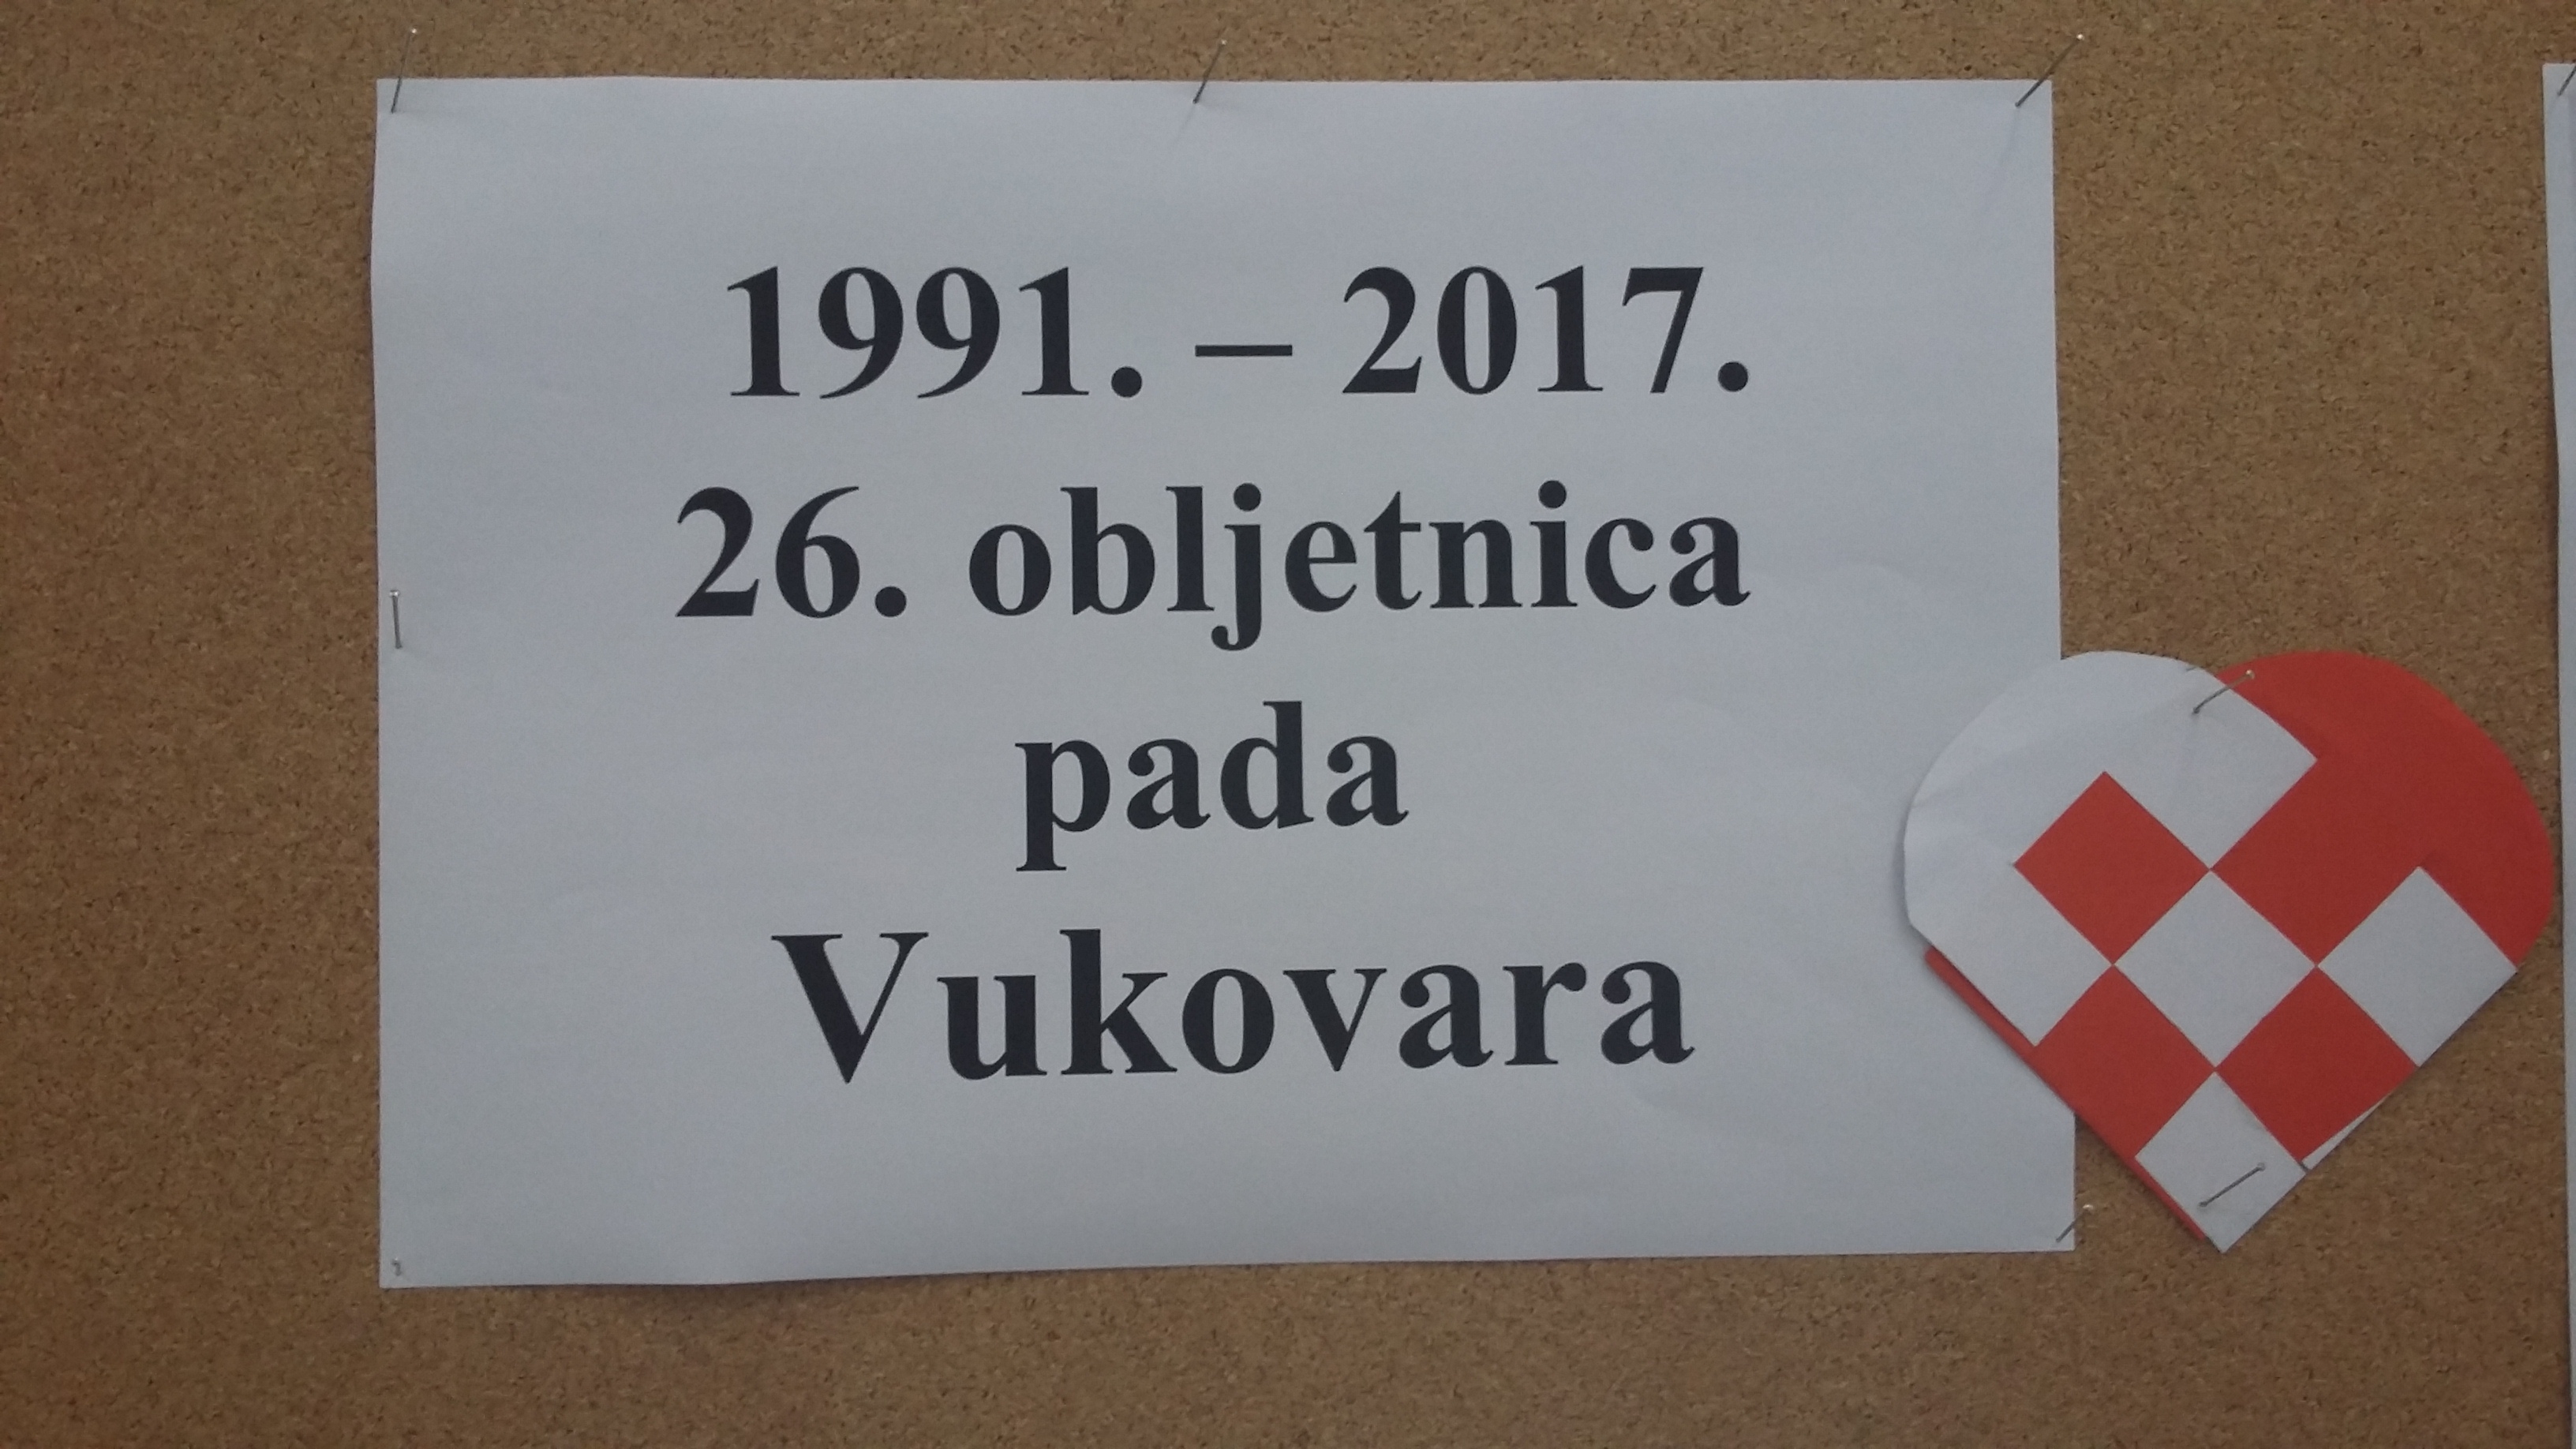 1991. – 2017.
26. obljetnica
pada
Vukovara